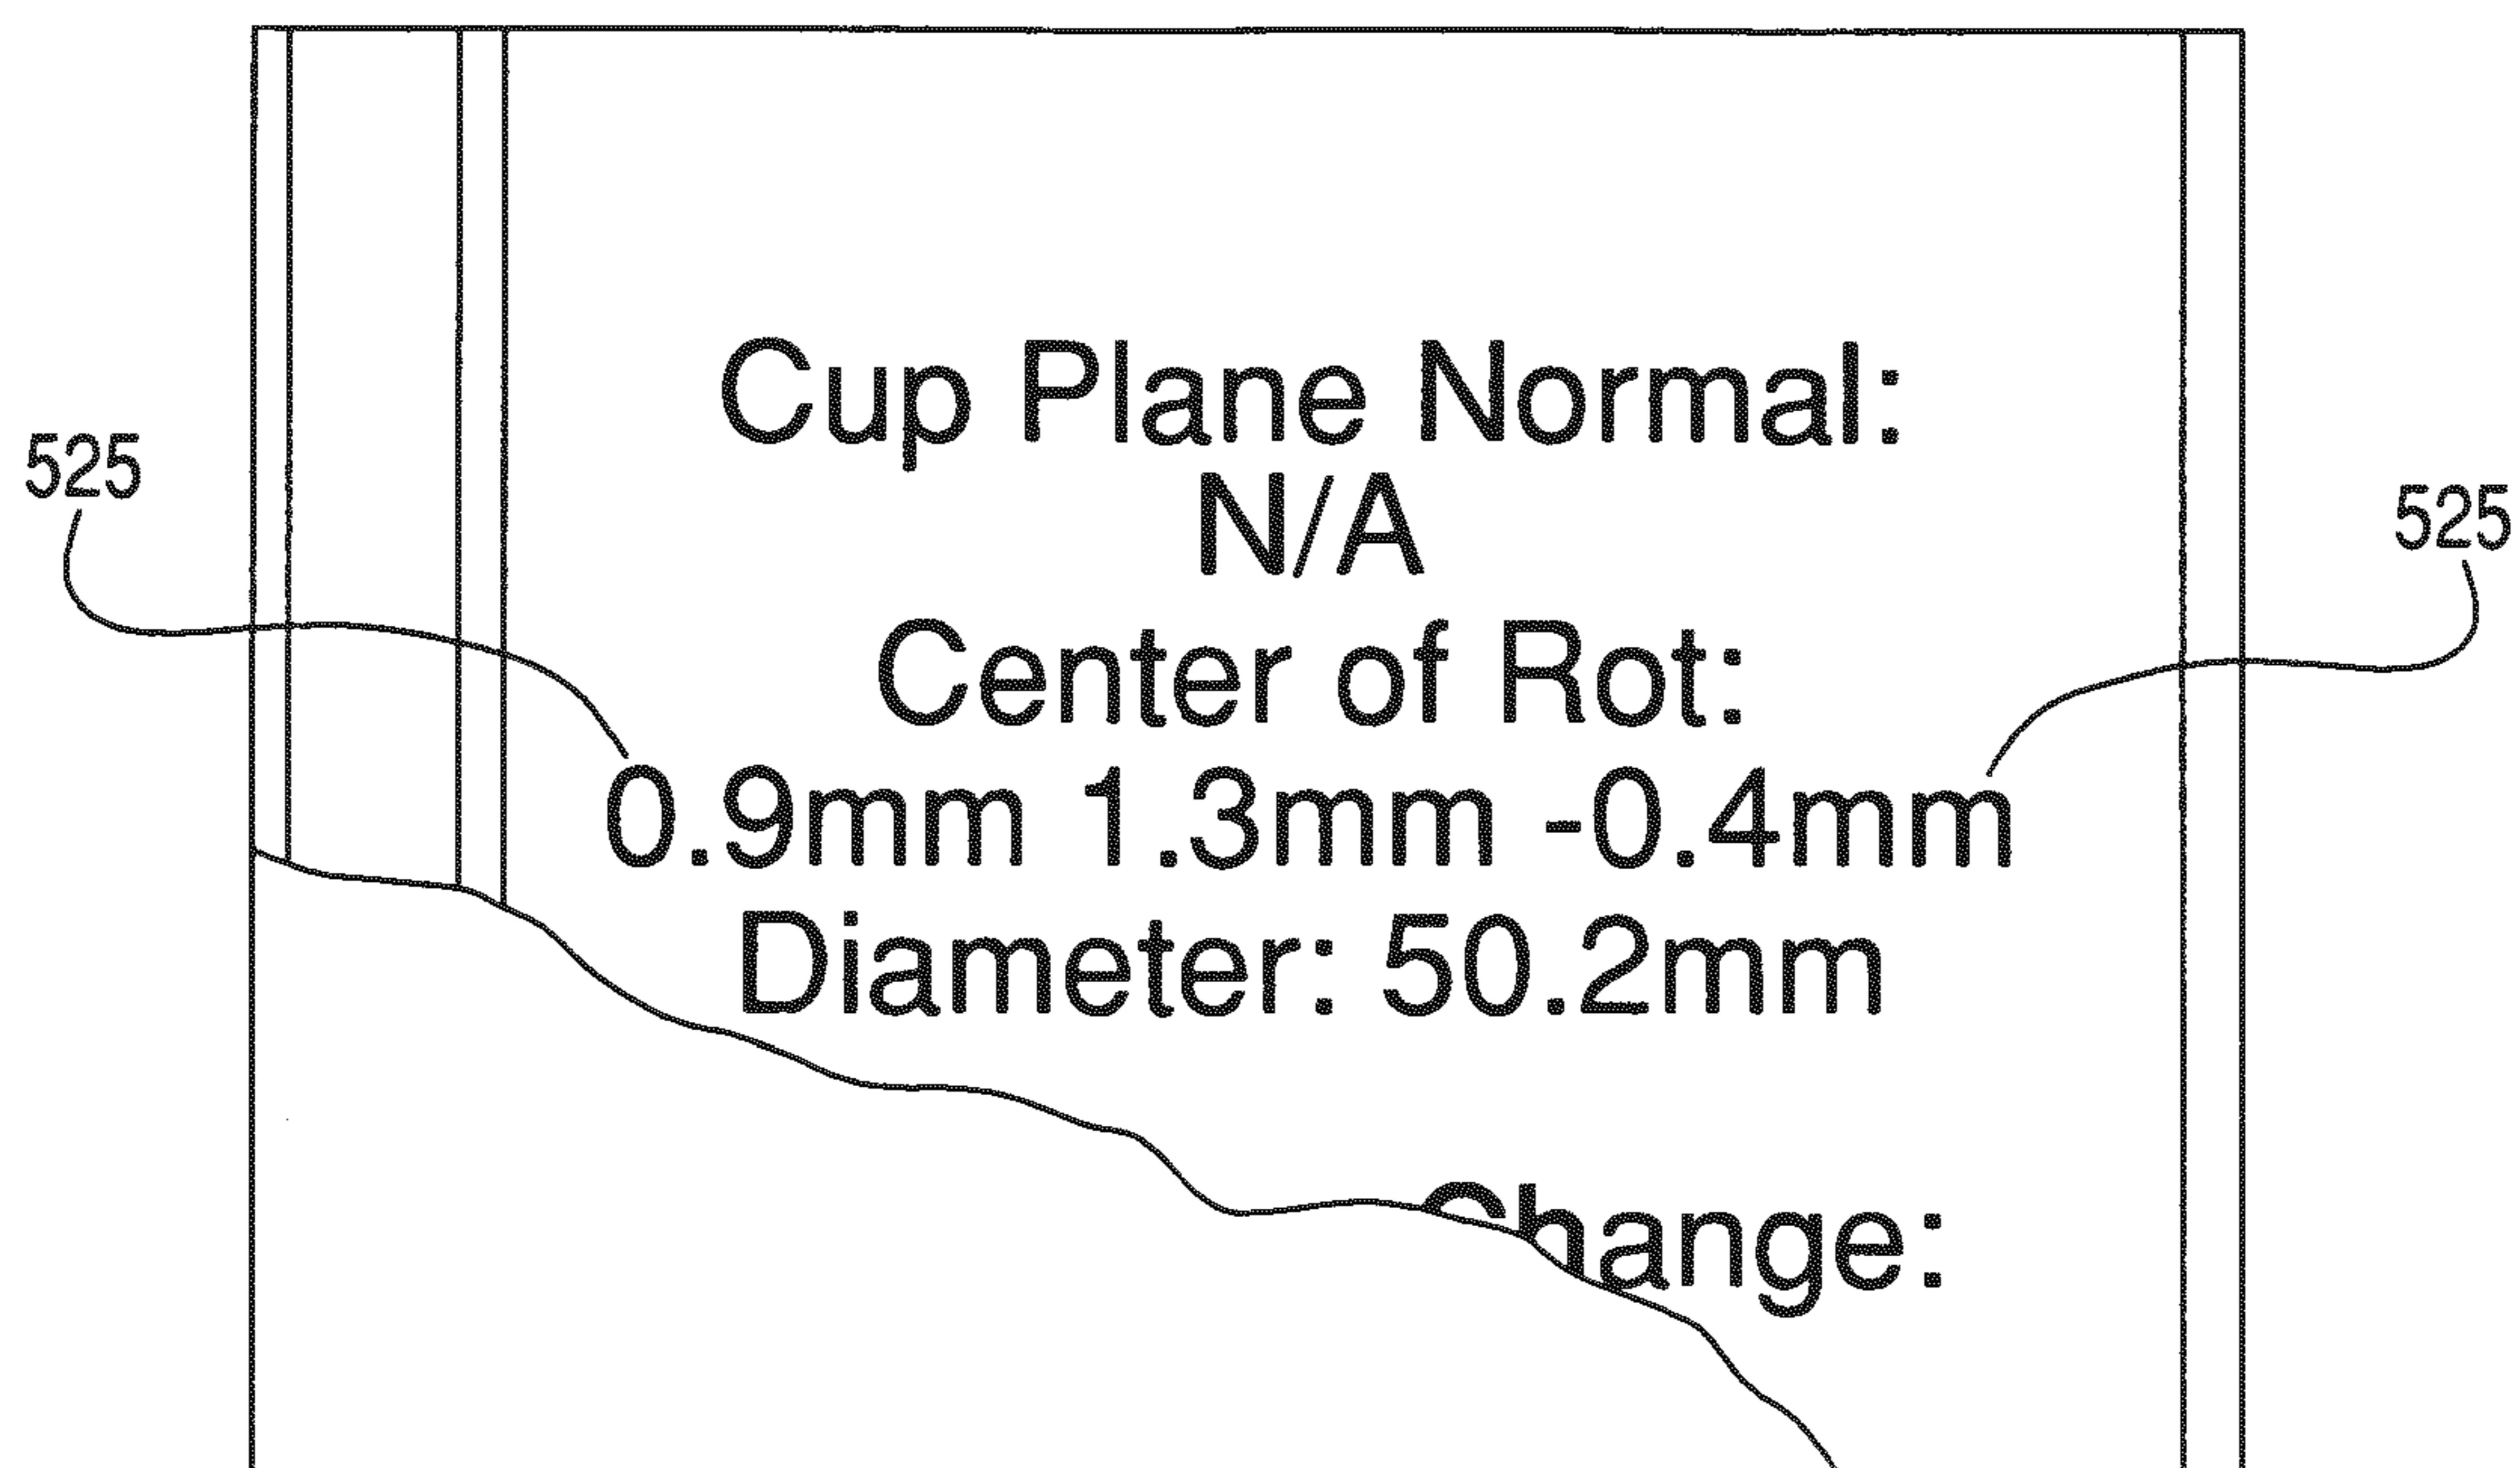 Cup Plane Normal:
N/A
525
525
Center of Rot:
0.9mm 1.3mm -0.4mm
Diameter: 50.2mm
Change: